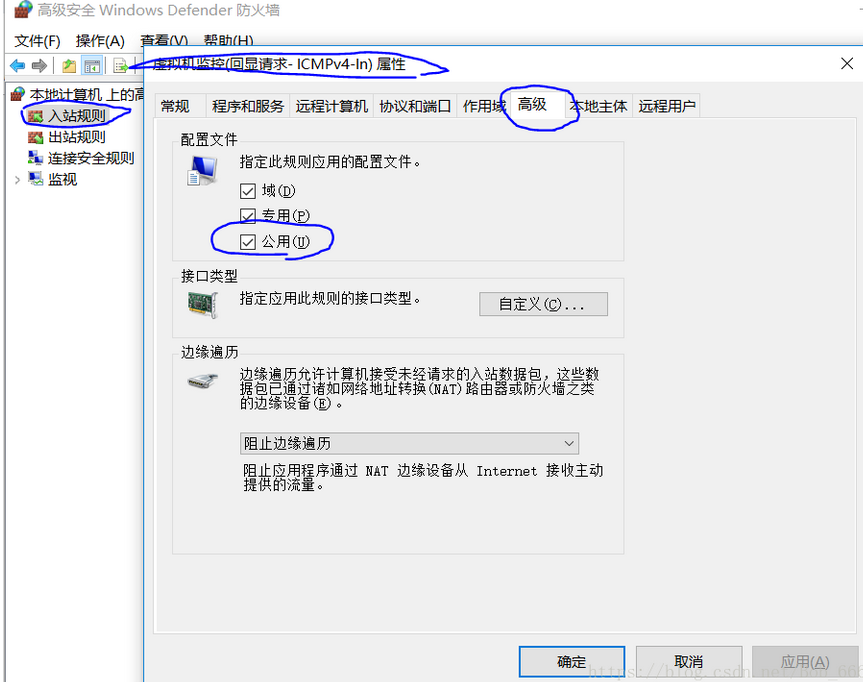 高级安全 Windows Defender 防火墙
文件(F) 操作(A) 查看(V) 帮助(H)
本地计算机 上的高
入站规则
出站规则
连接安全规则
监视
虚拟机监控(回显请求- ICMPv4-In) 属性
常规 程序和服务 远程计算机 协议和端口 作用域 高级 本地主体 远程用户
配置文件
指定此规则应用的配置文件。
域(D)
专用(P)
公用(U)
接口类型
指定应用此规则的接口类型。
自定义(C)...
边缘遍历
边缘遍历允许计算机接受未经请求的入站数据包，这些数
据包已通过诸如网络地址转换(NAT)路由器或防火墙之类
的边缘设备(E)。
阻止边缘遍历
阻止应用程序通过 NAT 边缘设备从 Internet 接收主动
提供的流量。
确定 取消 应用(A)